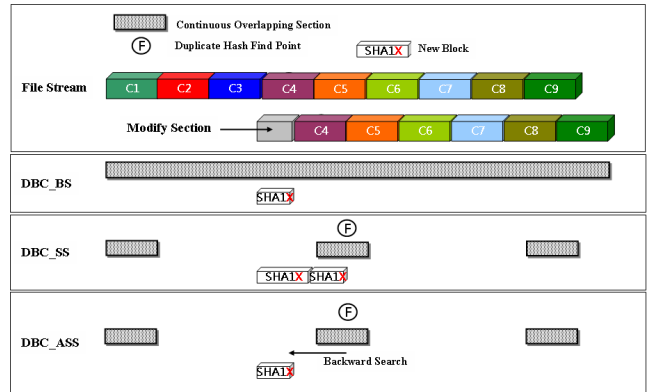 Continuous Overlapping Section
F Duplicate Hash Find Point SHA1X New Block
File Stream C1 C2 C3 C4 C5 C6 C7 C8 C9
Modify Section C4 C5 C6 C7 C8 C9
DBC_BS
SHA1X
F
DBC_SS
SHA1X SHA1X
F
DBC_ASS
Backward Search
SHA1X